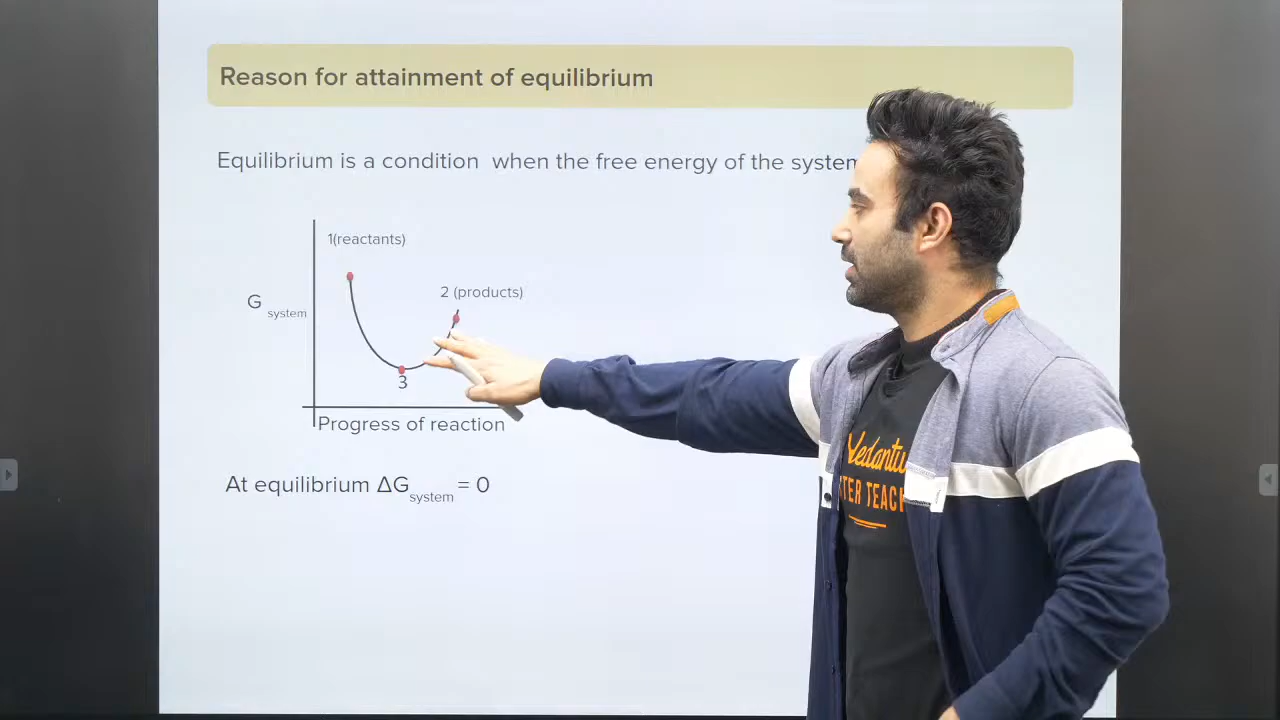 Reason for attainment of equilibrium
Equilibrium is a condition when the free energy of the system
1(reactants)
2 (products)
G system
3
Progress of reaction
At equilibrium ΔG system = 0
Vedantu
TEACH